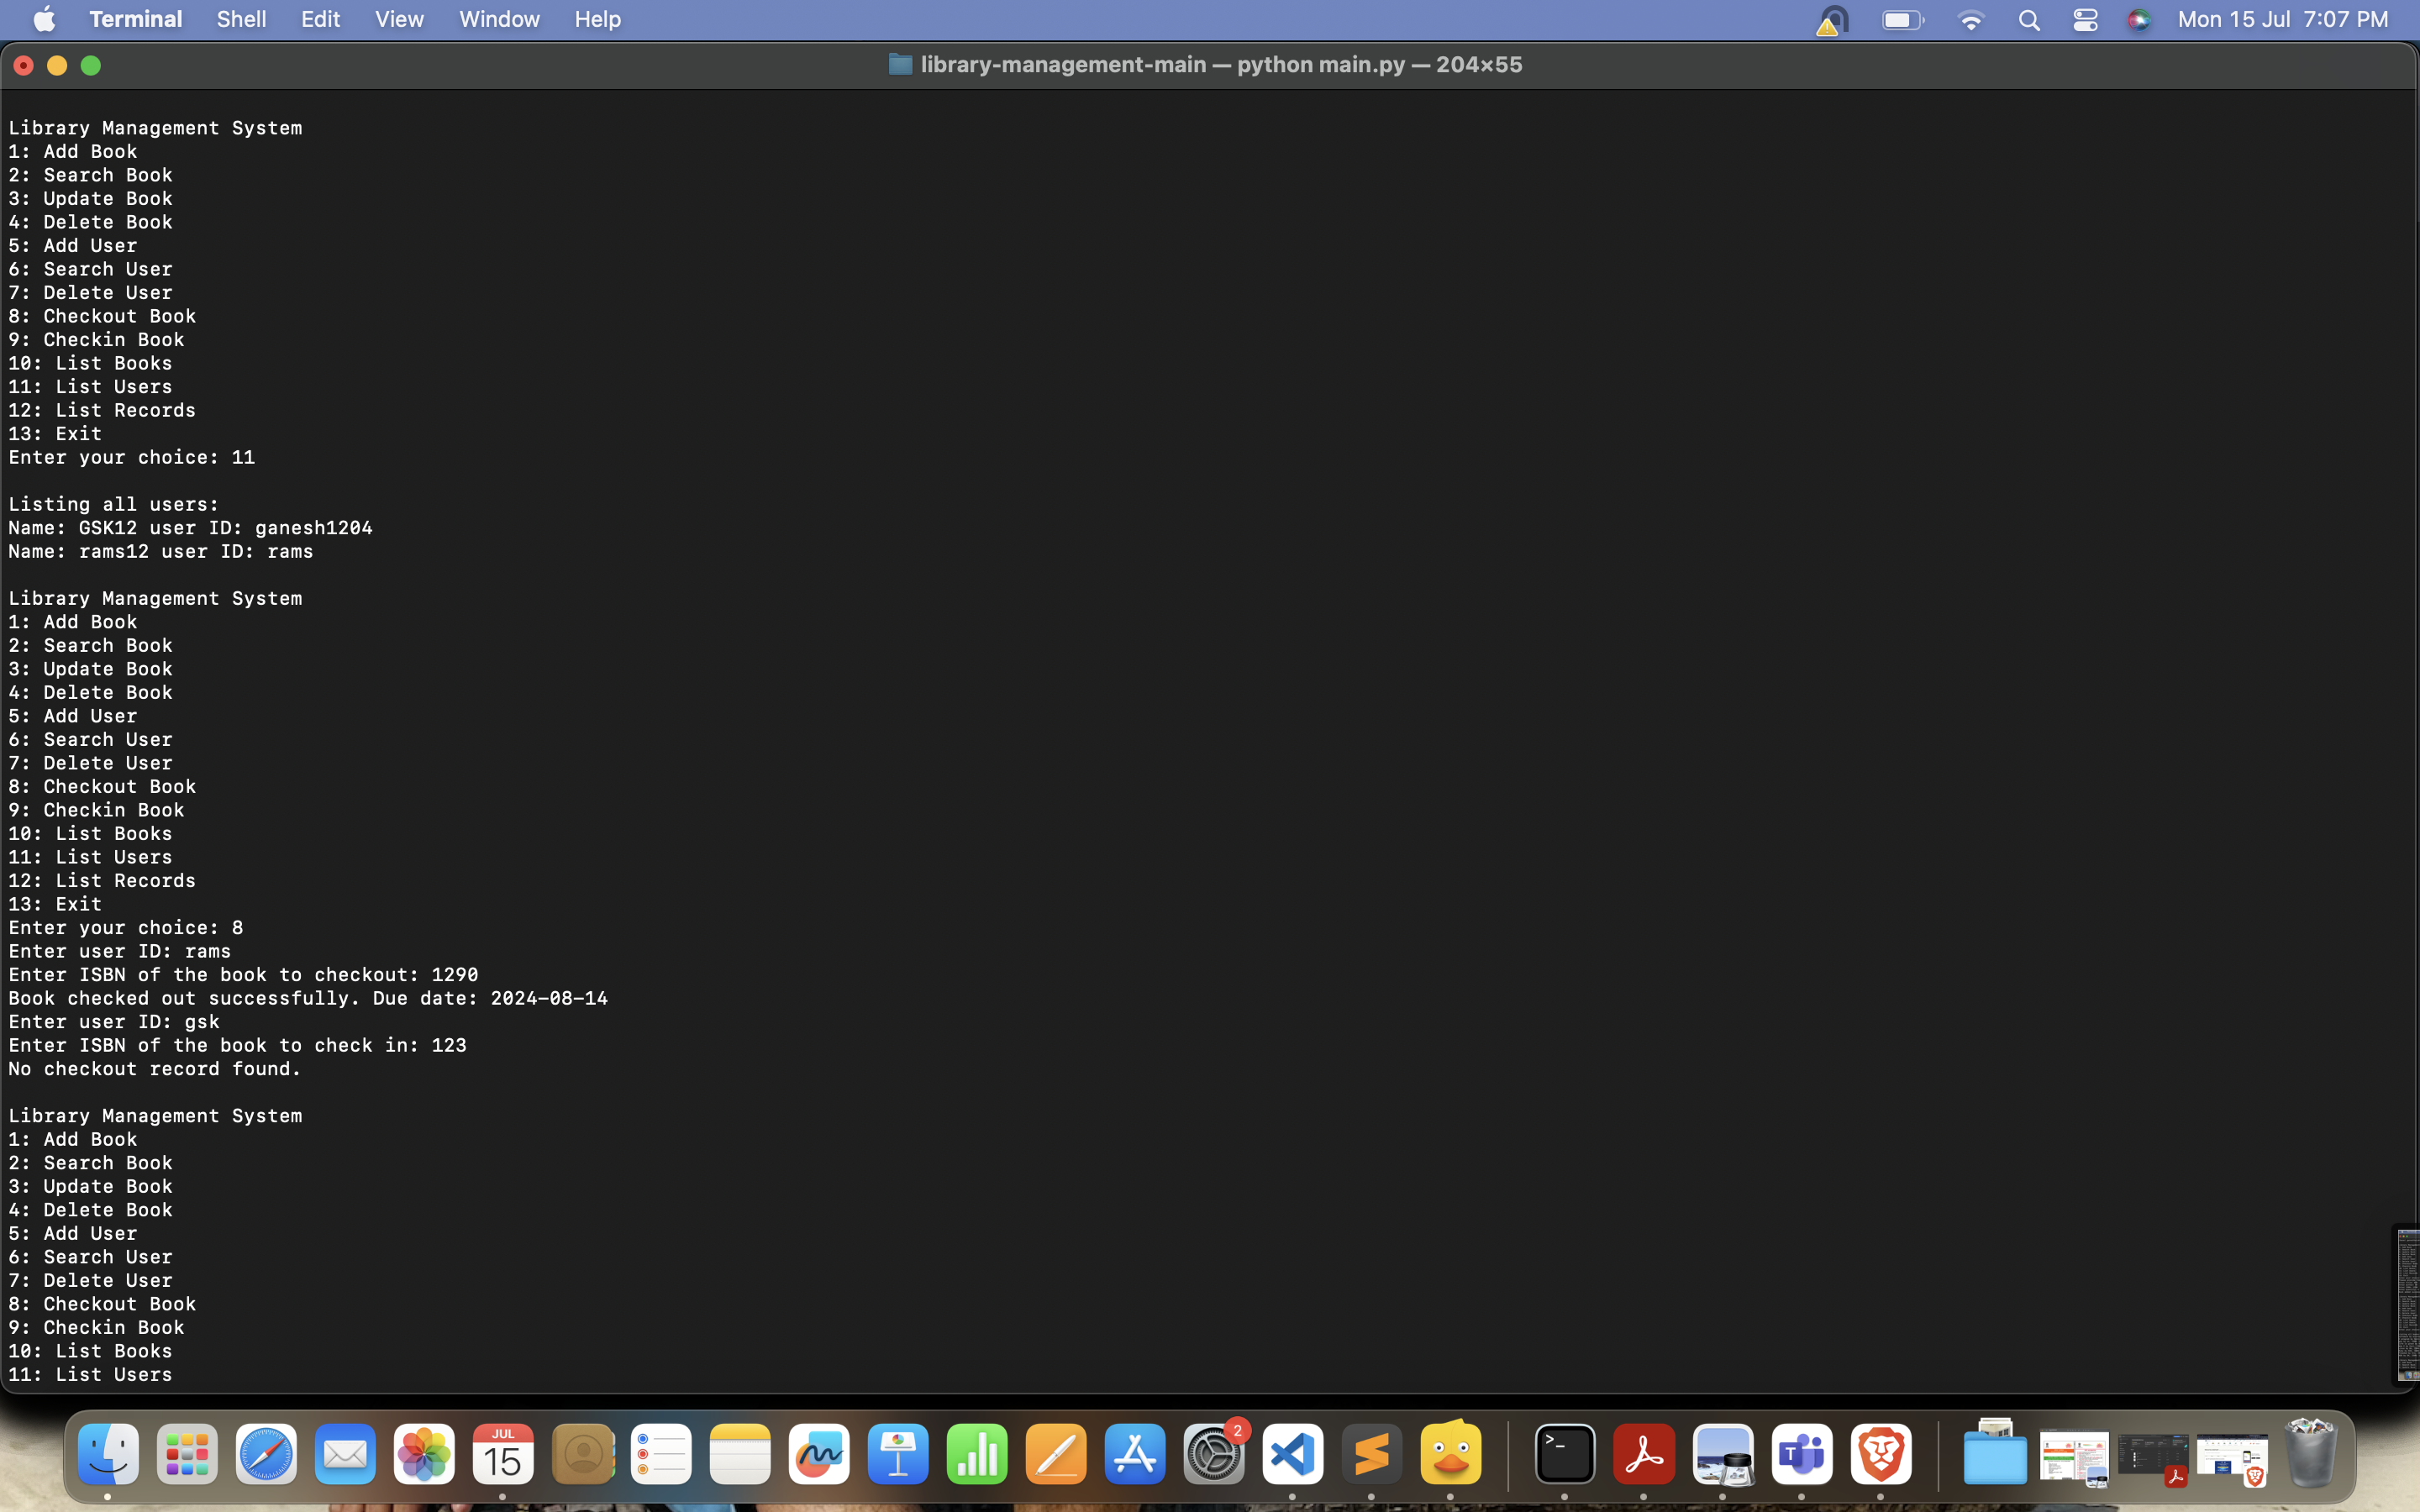 Terminal Shell Edit View Window Help Mon 15 Jul 7:07 PM
library-management-main — python main.py — 204×55
Library Management System
1: Add Book
2: Search Book
3: Update Book
4: Delete Book
5: Add User
6: Search User
7: Delete User
8: Checkout Book
9: Checkin Book
10: List Books
11: List Users
12: List Records
13: Exit
Enter your choice: 11
Listing all users:
Name: GSK12 user ID: ganesh1204
Name: rams12 user ID: rams
Library Management System
1: Add Book
2: Search Book
3: Update Book
4: Delete Book
5: Add User
6: Search User
7: Delete User
8: Checkout Book
9: Checkin Book
10: List Books
11: List Users
12: List Records
13: Exit
Enter your choice: 8
Enter user ID: rams
Enter ISBN of the book to checkout: 1290
Book checked out successfully. Due date: 2024-08-14
Enter user ID: gsk
Enter ISBN of the book to check in: 123
No checkout record found.
Library Management System
1: Add Book
2: Search Book
3: Update Book
4: Delete Book
5: Add User
6: Search User
7: Delete User
8: Checkout Book
9: Checkin Book
10: List Books
11: List Users
JUL
15
2